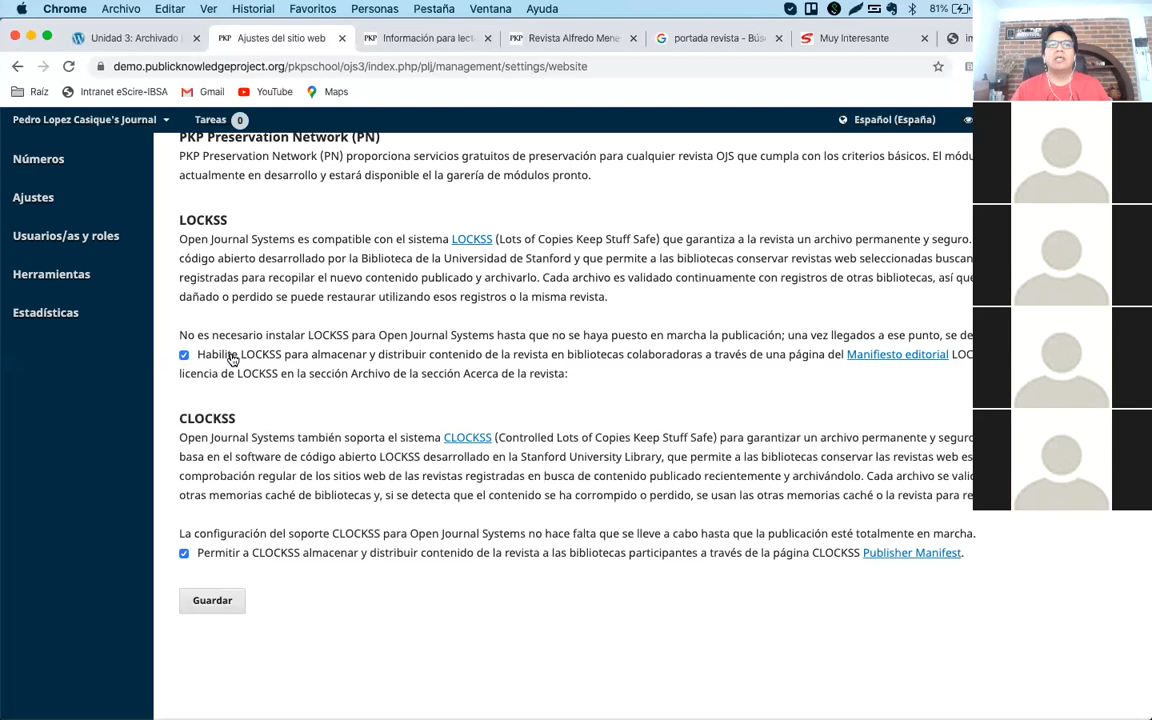 Chrome Archivo Editar Ver Historial Favoritos Personas Pestaña Ventana Ayuda 81%
Unidad 3: Archivado
Ajustes del sitio web
Información para lect
Revista Alfredo Mene
portada revista - Bús
Muy Interesante
demo.publicknowledgeproject.org/pkpschool/ojs3/index.php/plj/management/settings/website
Raíz Intranet eScire-IBSA Gmail YouTube Maps
Pedro Lopez Casique's Journal Tareas 0 Español (España)
Números
Ajustes
Usuarios/as y roles
Herramientas
Estadísticas
PKP Preservation Network (PN)
PKP Preservation Network (PN) proporciona servicios gratuitos de preservación para cualquier revista OJS que cumpla con los criterios básicos. El módu
actualmente en desarrollo y estará disponible el la garería de módulos pronto.
LOCKSS
Open Journal Systems es compatible con el sistema LOCKSS (Lots of Copies Keep Stuff Safe) que garantiza a la revista un archivo permanente y seguro.
código abierto desarrollado por la Biblioteca de la Universidad de Stanford y que permite a las bibliotecas conservar revistas web seleccionadas buscan
registradas para recopilar el nuevo contenido publicado y archivarlo. Cada archivo es validado continuamente con registros de otras bibliotecas, así que
dañado o perdido se puede restaurar utilizando esos registros o la misma revista.
No es necesario instalar LOCKSS para Open Journal Systems hasta que no se haya puesto en marcha la publicación; una vez llegados a ese punto, se de
LOCKSS para almacenar y distribuir contenido de la revista en bibliotecas colaboradoras a través de una página del Manifiesto editorial LOC
licencia de LOCKSS en la sección Archivo de la sección Acerca de la revista:
CLOCKSS
Open Journal Systems también soporta el sistema CLOCKSS (Controlled Lots of Copies Keep Stuff Safe) para garantizar un archivo permanente y seguro
basa en el software de código abierto LOCKSS desarrollado en la Stanford University Library, que permite a las bibliotecas conservar las revistas web es
comprobación regular de los sitios web de las revistas registradas en busca de contenido publicado recientemente y archivándolo. Cada archivo se valid
otras memorias caché de bibliotecas y, si se detecta que el contenido se ha corrompido o perdido, se usan las otras memorias caché o la revista para re
La configuración del soporte CLOCKSS para Open Journal Systems no hace falta que se lleve a cabo hasta que la publicación esté totalmente en marcha.
Permitir a CLOCKSS almacenar y distribuir contenido de la revista a las bibliotecas participantes a través de la página CLOCKSS Publisher Manifest.
Guardar